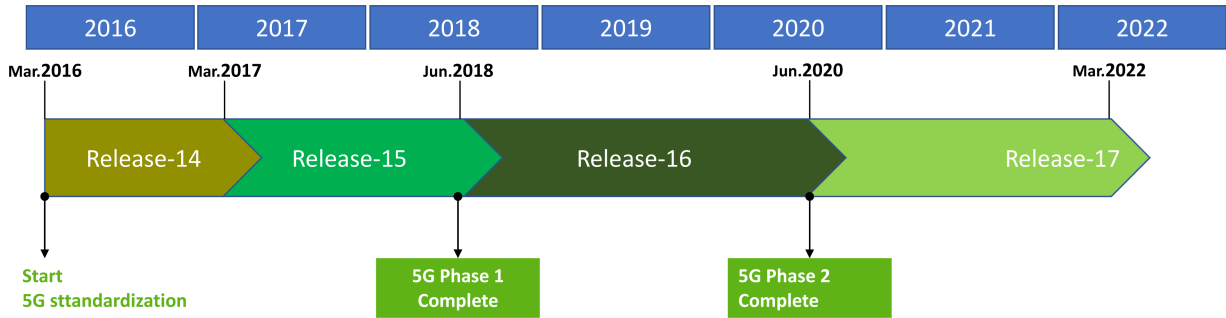 2016 2017 2018 2019 2020 2021 2022
Mar.2016 Mar.2017 Jun.2018 Jun.2020 Mar.2022
Release-14 Release-15 Release-16 Release-17
Start
5G sttandardization
5G Phase 1
Complete
5G Phase 2
Complete